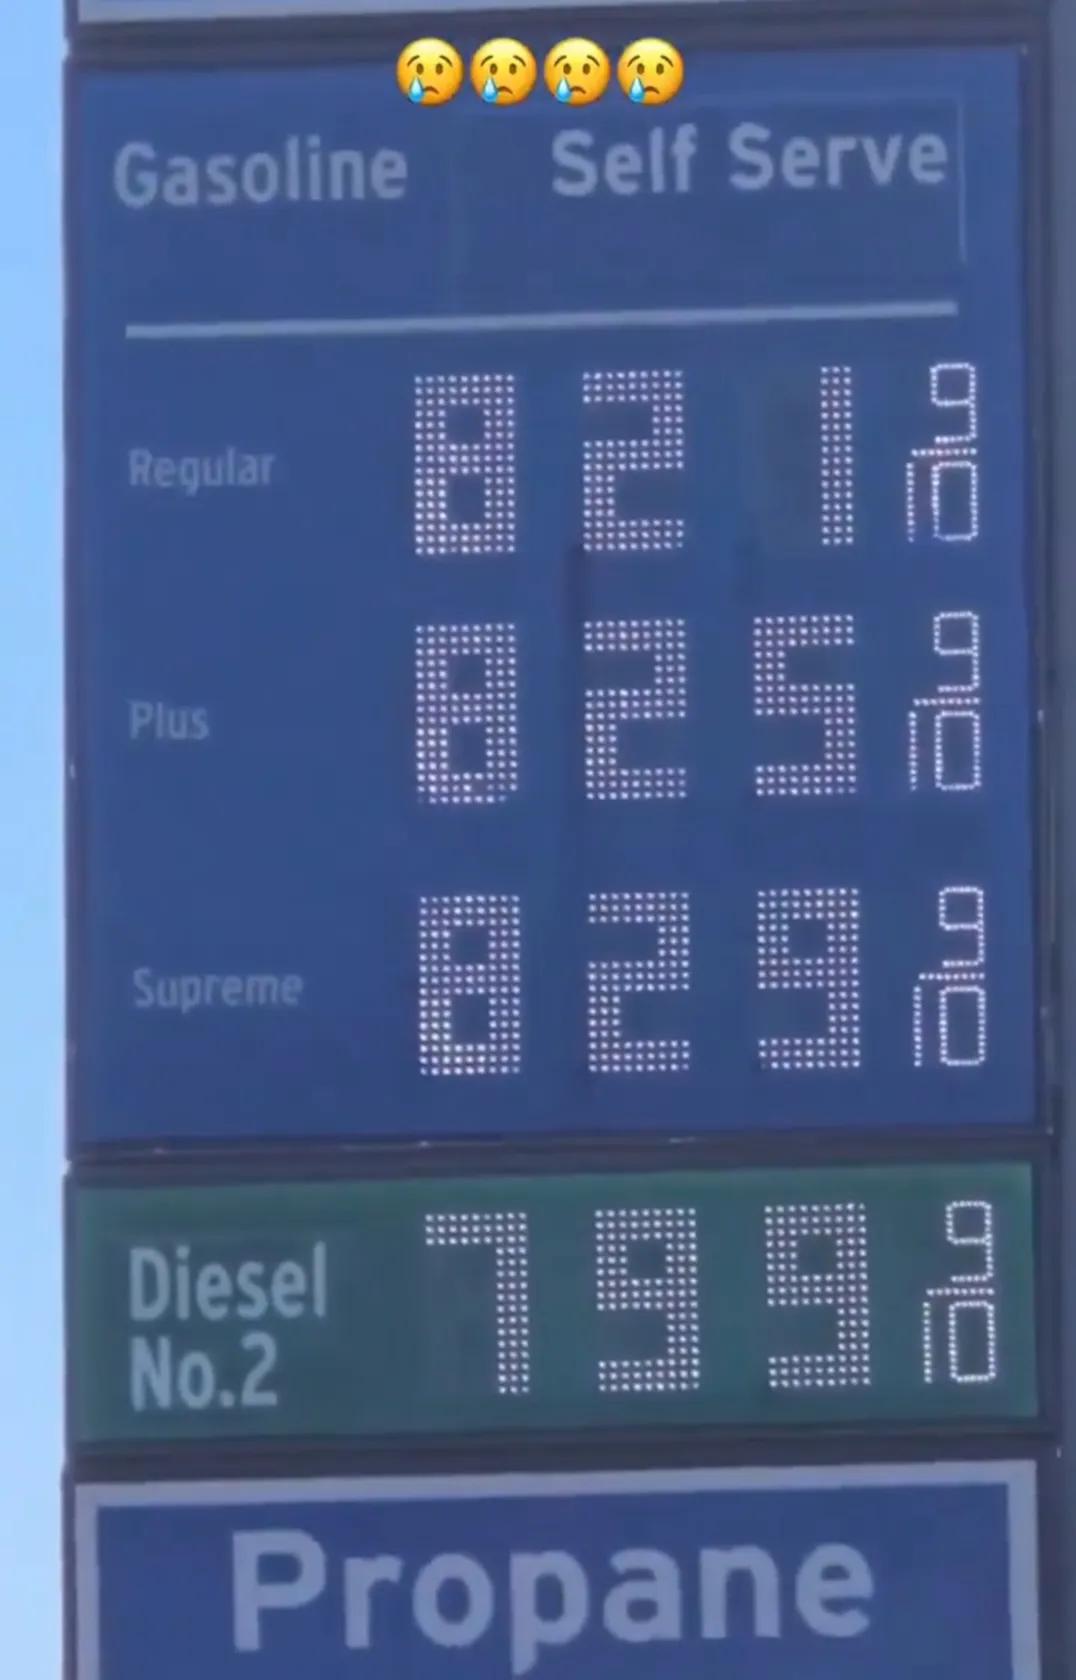 😢😢😢😢
Gasoline Self Serve
Regular 821 9/10
Plus 825 9/10
Supreme 829 9/10
Diesel No.2 799 9/10
Propane